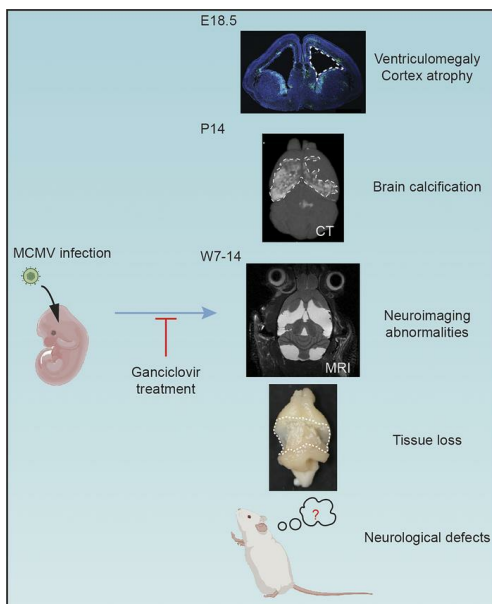 E18.5
Ventriculomegaly
Cortex atrophy
P14
Brain calcification
CT
MCMV infection
W7-14
Neuroimaging
abnormalities
MRI
Ganciclovir
treatment
Tissue loss
?
Neurological defects